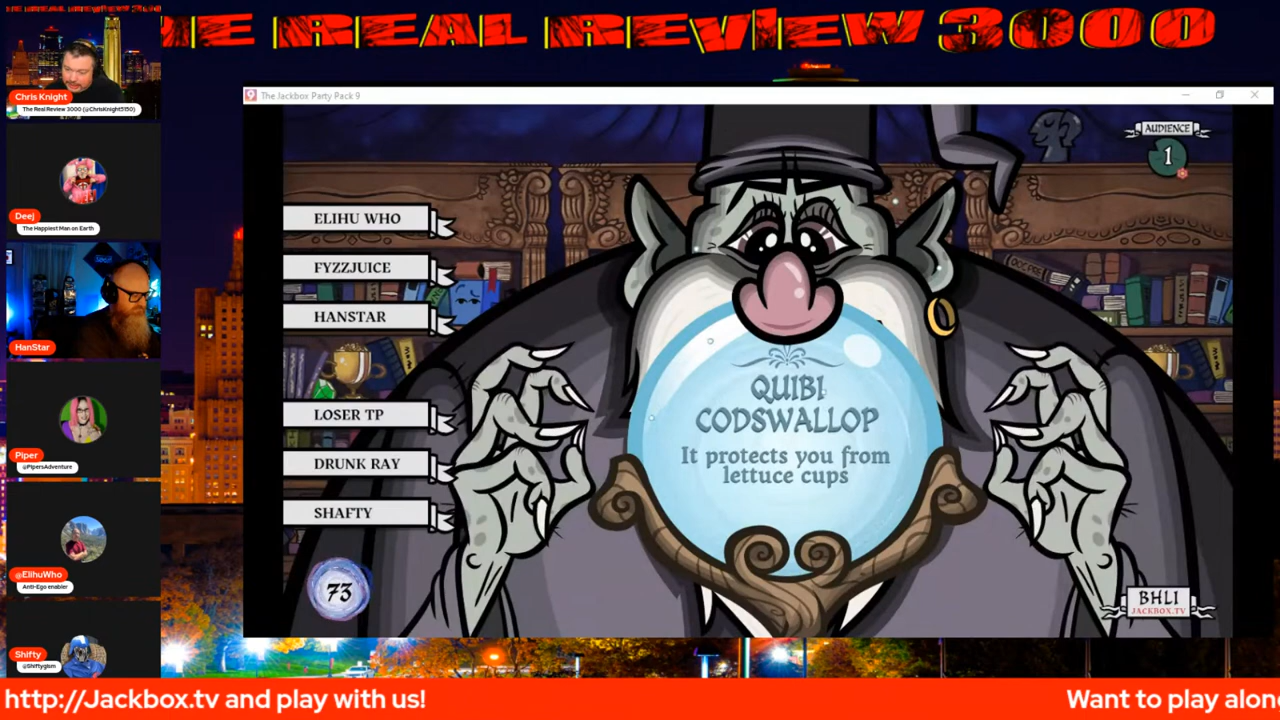 THE REAL REVIEW 3000
Chris Knight
The Real Review 3000 (@ChrisKnight5150)
Deej
The Happiest Man on Earth
HanStar
Piper
@PipersAdventure
@ElihuWho
Anti-Ego enabler
Shifty
@Shiftygism
The Jackbox Party Pack 9
AUDIENCE
1
ELIHU WHO
FYZZJUICE
HANSTAR
LOSER TP
DRUNK RAY
SHAFTY
73
QUIBI
CODSWALLOP
It protects you from
lettuce cups
BHLI
JACKBOX.TV
http://Jackbox.tv and play with us!
Want to play along